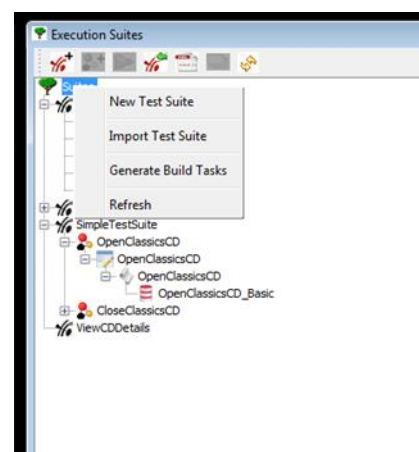 Execution Suites
Suites
New Test Suite
Import Test Suite
Generate Build Tasks
Refresh
SimpleTestSuite
OpenClassicsCD
OpenClassicsCD
OpenClassicsCD
OpenClassicsCD_Basic
CloseClassicsCD
ViewCDDetails